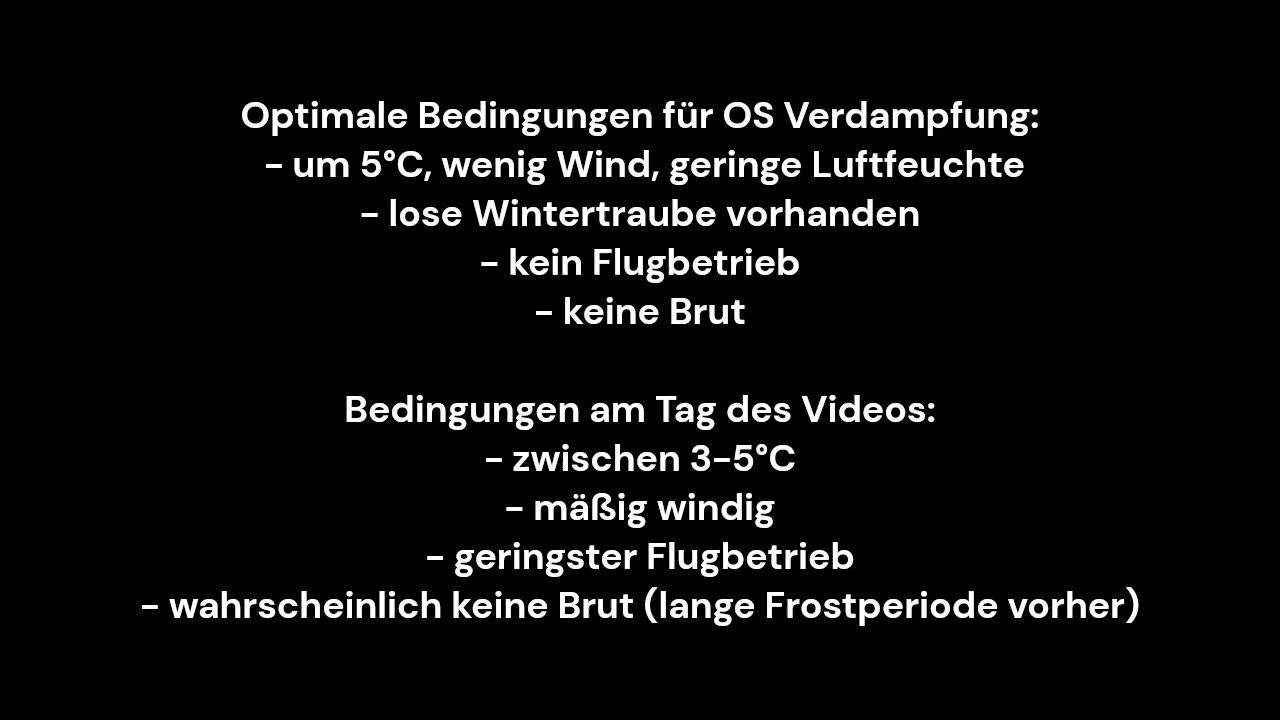 Optimale Bedingungen für OS Verdampfung:
- um 5°C, wenig Wind, geringe Luftfeuchte
- lose Wintertraube vorhanden
- kein Flugbetrieb
- keine Brut
Bedingungen am Tag des Videos:
- zwischen 3-5°C
- mäßig windig
- geringster Flugbetrieb
- wahrscheinlich keine Brut (lange Frostperiode vorher)